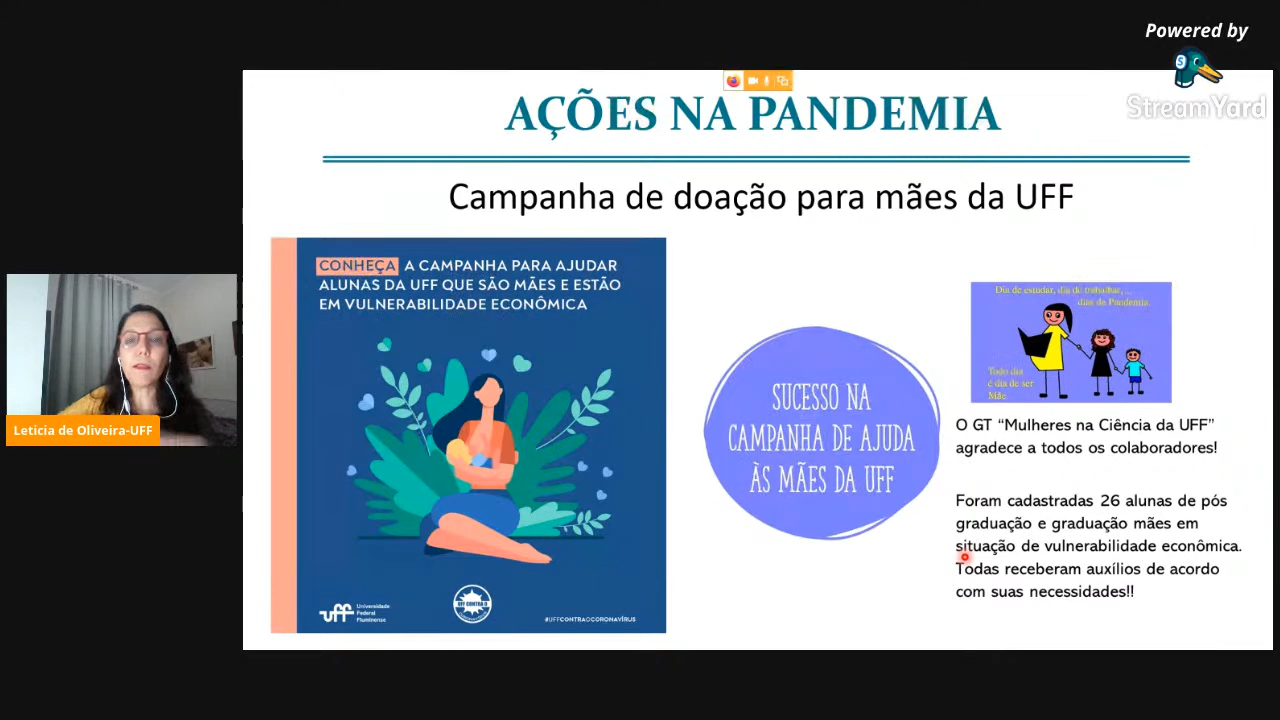 Powered by
StreamYard
AÇÕES NA PANDEMIA
Campanha de doação para mães da UFF
CONHEÇA A CAMPANHA PARA AJUDAR
ALUNAS DA UFF QUE SÃO MÃES E ESTÃO
EM VULNERABILIDADE ECONÔMICA
uff Universidade
Federal
Fluminense
UFF CONTRA O
#UFFCONTRAOCORONAVÍRUS
SUCESSO NA
CAMPANHA DE AJUDA
ÀS MÃES DA UFF
Dia de estudar, dia de trabalhar,...
dias de Pandemia.
Todo dia
é dia de ser
Mãe
O GT “Mulheres na Ciência da UFF”
agradece a todos os colaboradores!
Foram cadastradas 26 alunas de pós
graduação e graduação mães em
situação de vulnerabilidade econômica.
Todas receberam auxílios de acordo
com suas necessidades!!
Leticia de Oliveira-UFF